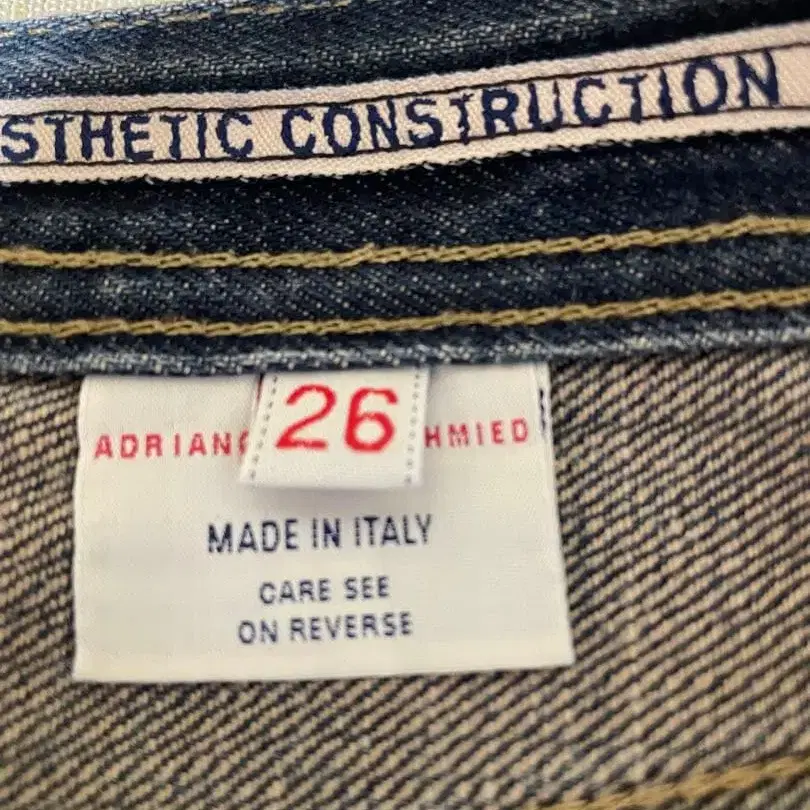 STHETIC CONSTRUCTION
26
ADRIANO HMIED
MADE IN ITALY
CARE SEE
ON REVERSE